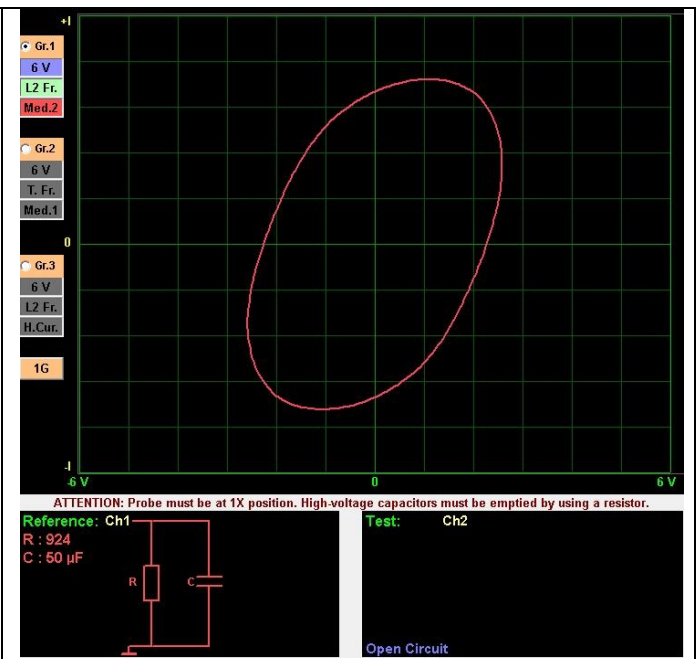 +I
Gr.1
6 V
L2 Fr.
Med.2
Gr.2
6 V
T. Fr.
Med.1
0
Gr.3
6 V
L2 Fr.
H.Cur.
1G
-I
-6 V 0 6 V
ATTENTION: Probe must be at 1X position. High-voltage capacitors must be emptied by using a resistor.
Reference: Ch1
R : 924
C : 50 µF
R C
Test: Ch2
Open Circuit